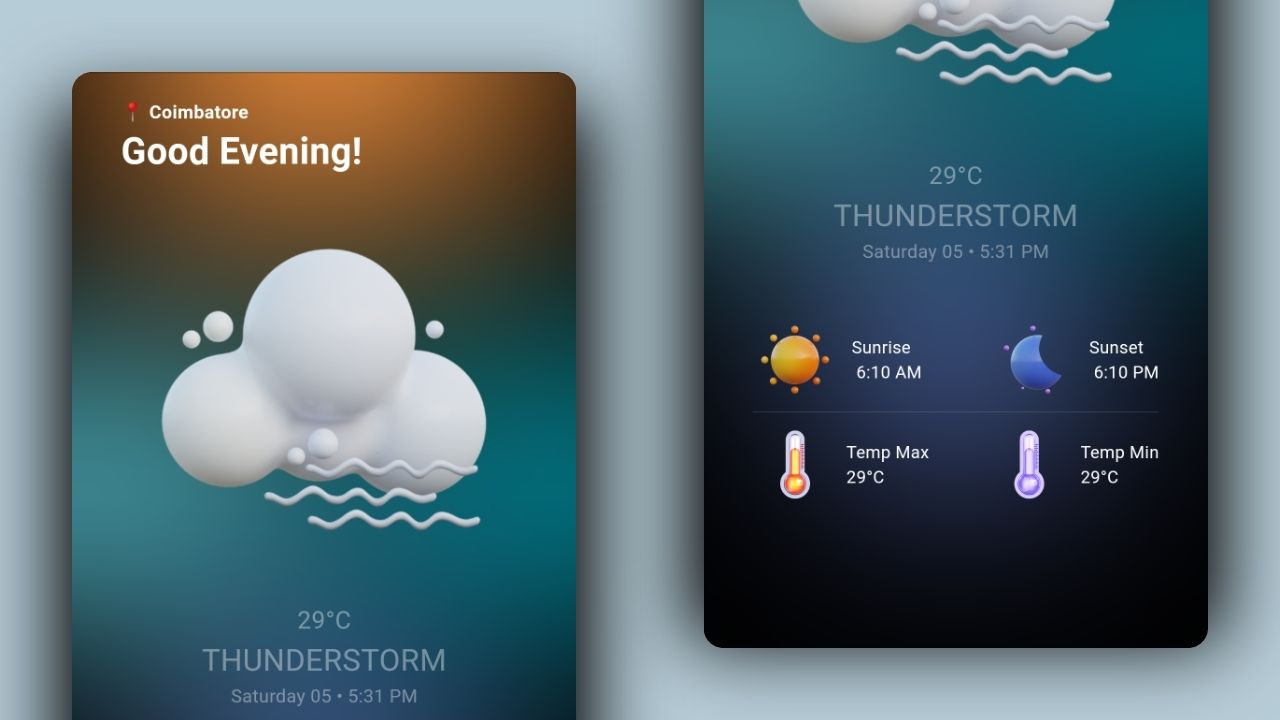 📍 Coimbatore
Good Evening!
29°C
THUNDERSTORM
Saturday 05 • 5:31 PM
29°C
THUNDERSTORM
Saturday 05 • 5:31 PM
Sunrise
6:10 AM
Sunset
6:10 PM
Temp Max
29°C
Temp Min
29°C